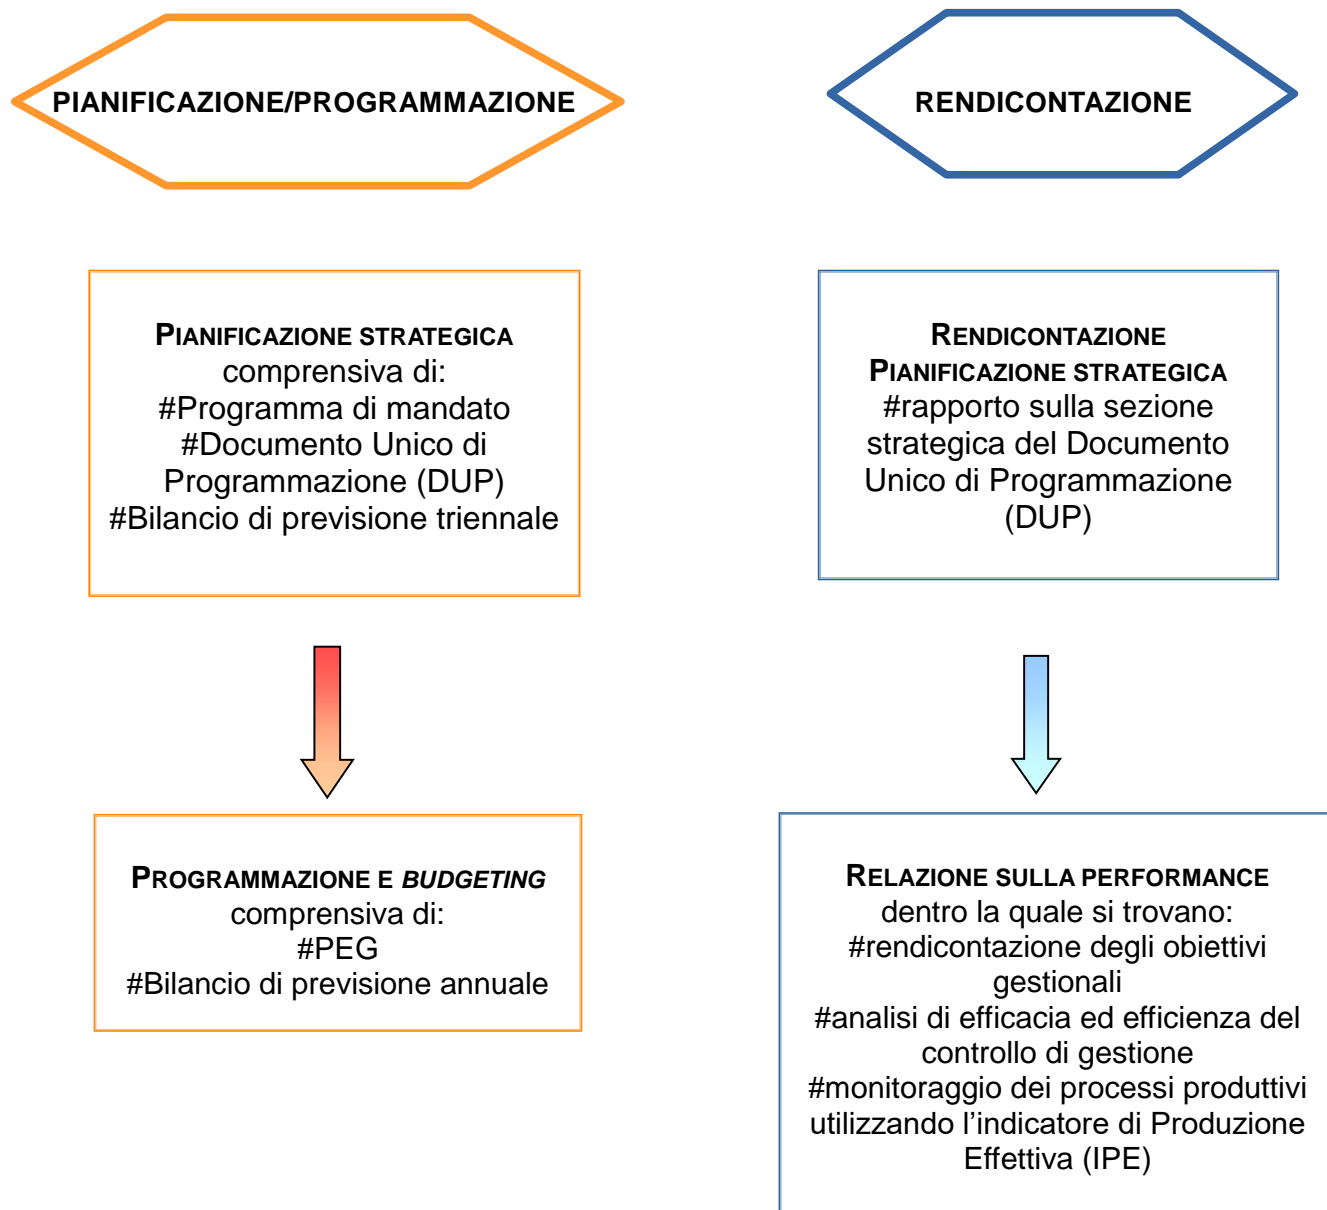 PIANIFICAZIONE/PROGRAMMAZIONE
RENDICONTAZIONE
PIANIFICAZIONE STRATEGICA
comprensiva di:
#Programma di mandato
#Documento Unico di
Programmazione (DUP)
#Bilancio di previsione triennale
RENDICONTAZIONE
PIANIFICAZIONE STRATEGICA
#rapporto sulla sezione
strategica del Documento
Unico di Programmazione
(DUP)
PROGRAMMAZIONE E BUDGETING
comprensiva di:
#PEG
#Bilancio di previsione annuale
RELAZIONE SULLA PERFORMANCE
dentro la quale si trovano:
#rendicontazione degli obiettivi
gestionali
#analisi di efficacia ed efficienza del
controllo di gestione
#monitoraggio dei processi produttivi
utilizzando l’indicatore di Produzione
Effettiva (IPE)